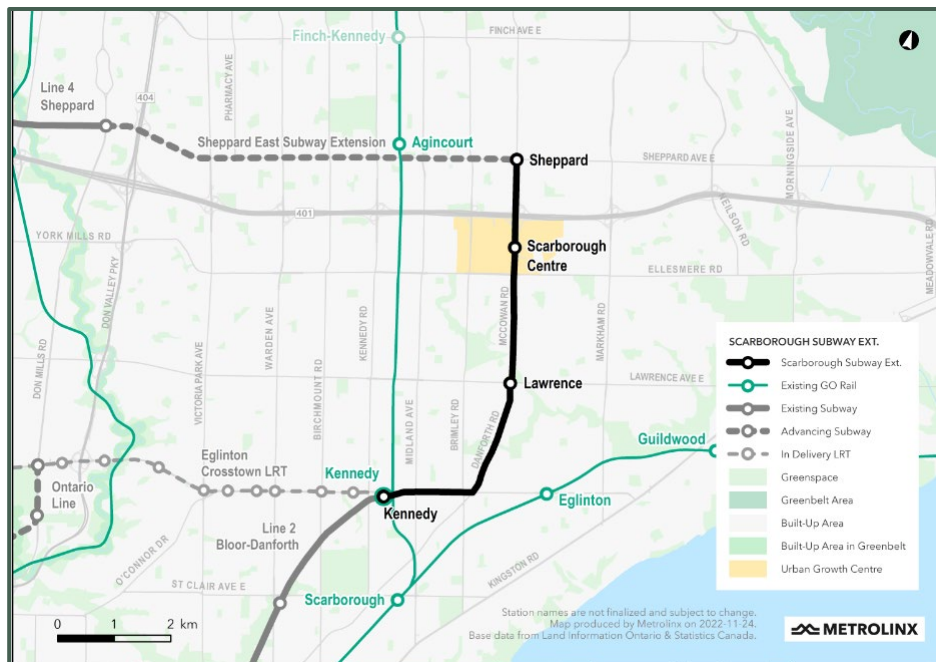 Finch-Kennedy
FINCH AVE E
Line 4
Sheppard
404
PHARMACY AVE
Sheppard East Subway Extension
Agincourt
Sheppard
SHEPPARD AVE E
MORNINGSIDE AVE
NEILSON RD
MEADOWVALE RD
401
YORK MILLS RD
DON VALLEY PKY
Scarborough
Centre
ELLESMERE RD
DON MILLS RD
VICTORIA PARK AVE
WARDEN AVE
BIRCHMOUNT RD
KENNEDY RD
MIDLAND AVE
BRIMLEY RD
MCCOWAN RD
DANFORTH RD
MARKHAM RD
Lawrence
LAWRENCE AVE E
Guildwood
Eglinton
Crosstown LRT
Kennedy
Kennedy
Eglinton
Ontario
Line
Line 2
Bloor-Danforth
O'CONNOR DR
ST CLAIR AVE E
Scarborough
KINGSTON RD
SCARBOROUGH SUBWAY EXT.
Scarborough Subway Ext.
Existing GO Rail
Existing Subway
Advancing Subway
In Delivery LRT
Greenspace
Greenbelt Area
Built-Up Area
Built-Up Area in Greenbelt
Urban Growth Centre
0 1 2 km
Station names are not finalized and subject to change.
Map produced by Metrolinx on 2022-11-24.
Base data from Land Information Ontario & Statistics Canada.
METROLINX